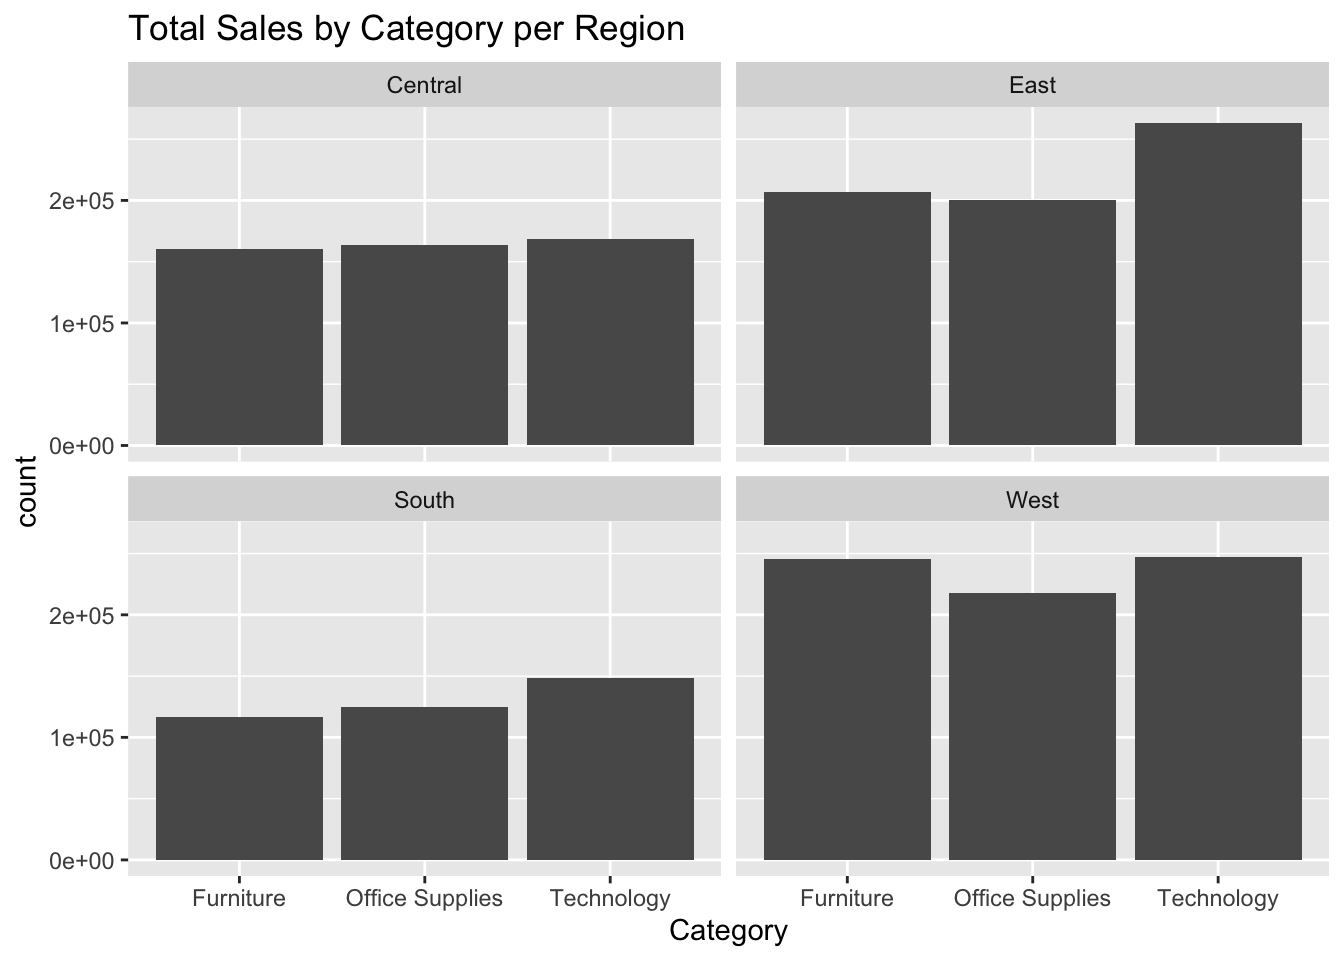 Total Sales by Category per Region
Central
East
2e+05
1e+05
0e+00
count
South
West
2e+05
1e+05
0e+00
Furniture
Office Supplies
Technology
Furniture
Office Supplies
Technology
Category